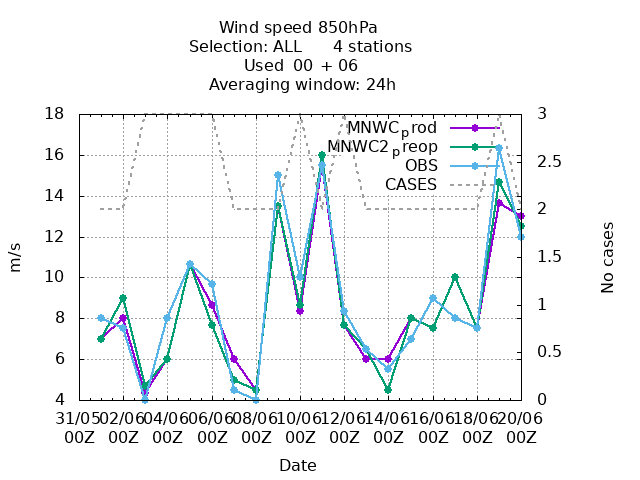 Wind speed 850hPa
Selection: ALL 4 stations
Used 00 + 06
Averaging window: 24h
MNWCprod
MNWC2preop
OBS
CASES
18
16
14
12
10
8
6
4
m/s
3
2.5
2
1.5
1
0.5
0
No cases
31/05 02/06 04/06 06/06 08/06 10/06 12/06 14/06 16/06 18/06 20/06
00Z 00Z 00Z 00Z 00Z 00Z 00Z 00Z 00Z 00Z 00Z
Date